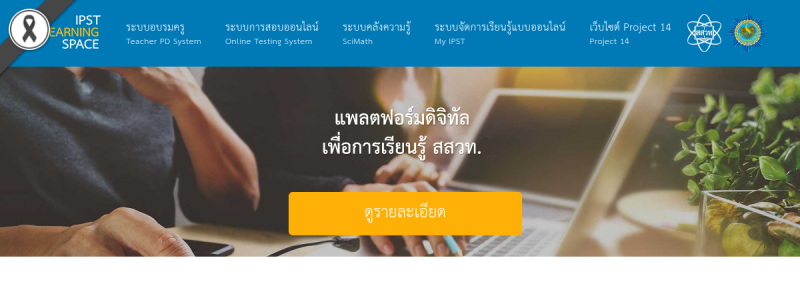 IPST
EARNING
SPACE
ระบบอบรมครู
Teacher PD System
ระบบการสอบออนไลน์
Online Testing System
ระบบคลังความรู้
SciMath
ระบบจัดการเรียนรู้แบบออนไลน์
My IPST
เว็บไซต์ Project 14
Project 14
สสวท
แพลตฟอร์มดิจิทัล
เพื่อการเรียนรู้ สสวท.
ดูรายละเอียด